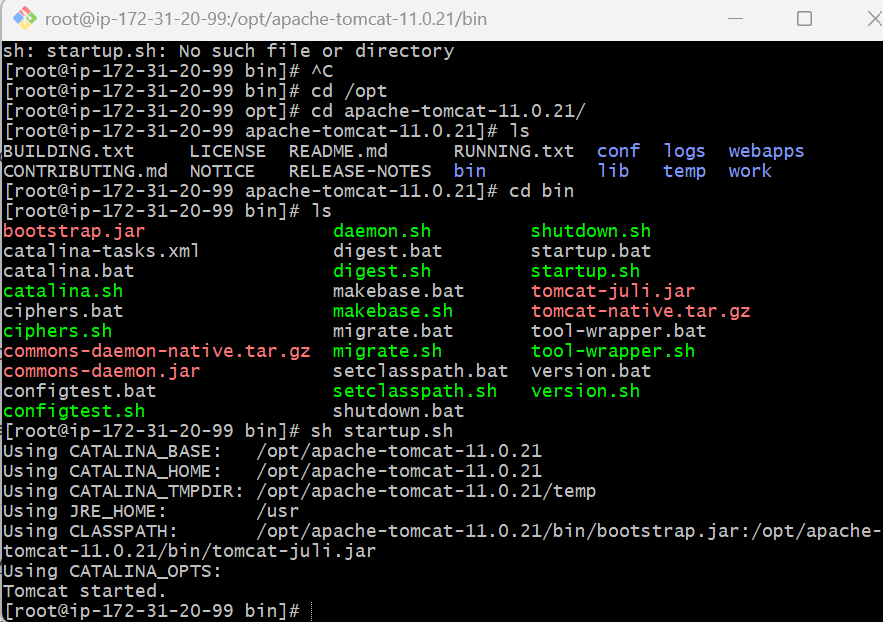 root@ip-172-31-20-99:/opt/apache-tomcat-11.0.21/bin
sh: startup.sh: No such file or directory
[root@ip-172-31-20-99 bin]# ^C
[root@ip-172-31-20-99 bin]# cd /opt
[root@ip-172-31-20-99 opt]# cd apache-tomcat-11.0.21/
[root@ip-172-31-20-99 apache-tomcat-11.0.21]# ls
BUILDING.txt     LICENSE  README.md      RUNNING.txt  conf  logs  webapps
CONTRIBUTING.md  NOTICE   RELEASE-NOTES  bin          lib   temp  work
[root@ip-172-31-20-99 apache-tomcat-11.0.21]# cd bin
[root@ip-172-31-20-99 bin]# ls
bootstrap.jar                 daemon.sh         shutdown.sh
catalina-tasks.xml            digest.bat        startup.bat
catalina.bat                  digest.sh         startup.sh
catalina.sh                   makebase.bat      tomcat-juli.jar
ciphers.bat                   makebase.sh       tomcat-native.tar.gz
ciphers.sh                    migrate.bat       tool-wrapper.bat
commons-daemon-native.tar.gz  migrate.sh        tool-wrapper.sh
commons-daemon.jar            setclasspath.bat  version.bat
configtest.bat                setclasspath.sh   version.sh
configtest.sh                 shutdown.bat
[root@ip-172-31-20-99 bin]# sh startup.sh
Using CATALINA_BASE:   /opt/apache-tomcat-11.0.21
Using CATALINA_HOME:   /opt/apache-tomcat-11.0.21
Using CATALINA_TMPDIR: /opt/apache-tomcat-11.0.21/temp
Using JRE_HOME:        /usr
Using CLASSPATH:       /opt/apache-tomcat-11.0.21/bin/bootstrap.jar:/opt/apache-
tomcat-11.0.21/bin/tomcat-juli.jar
Using CATALINA_OPTS:
Tomcat started.
[root@ip-172-31-20-99 bin]#